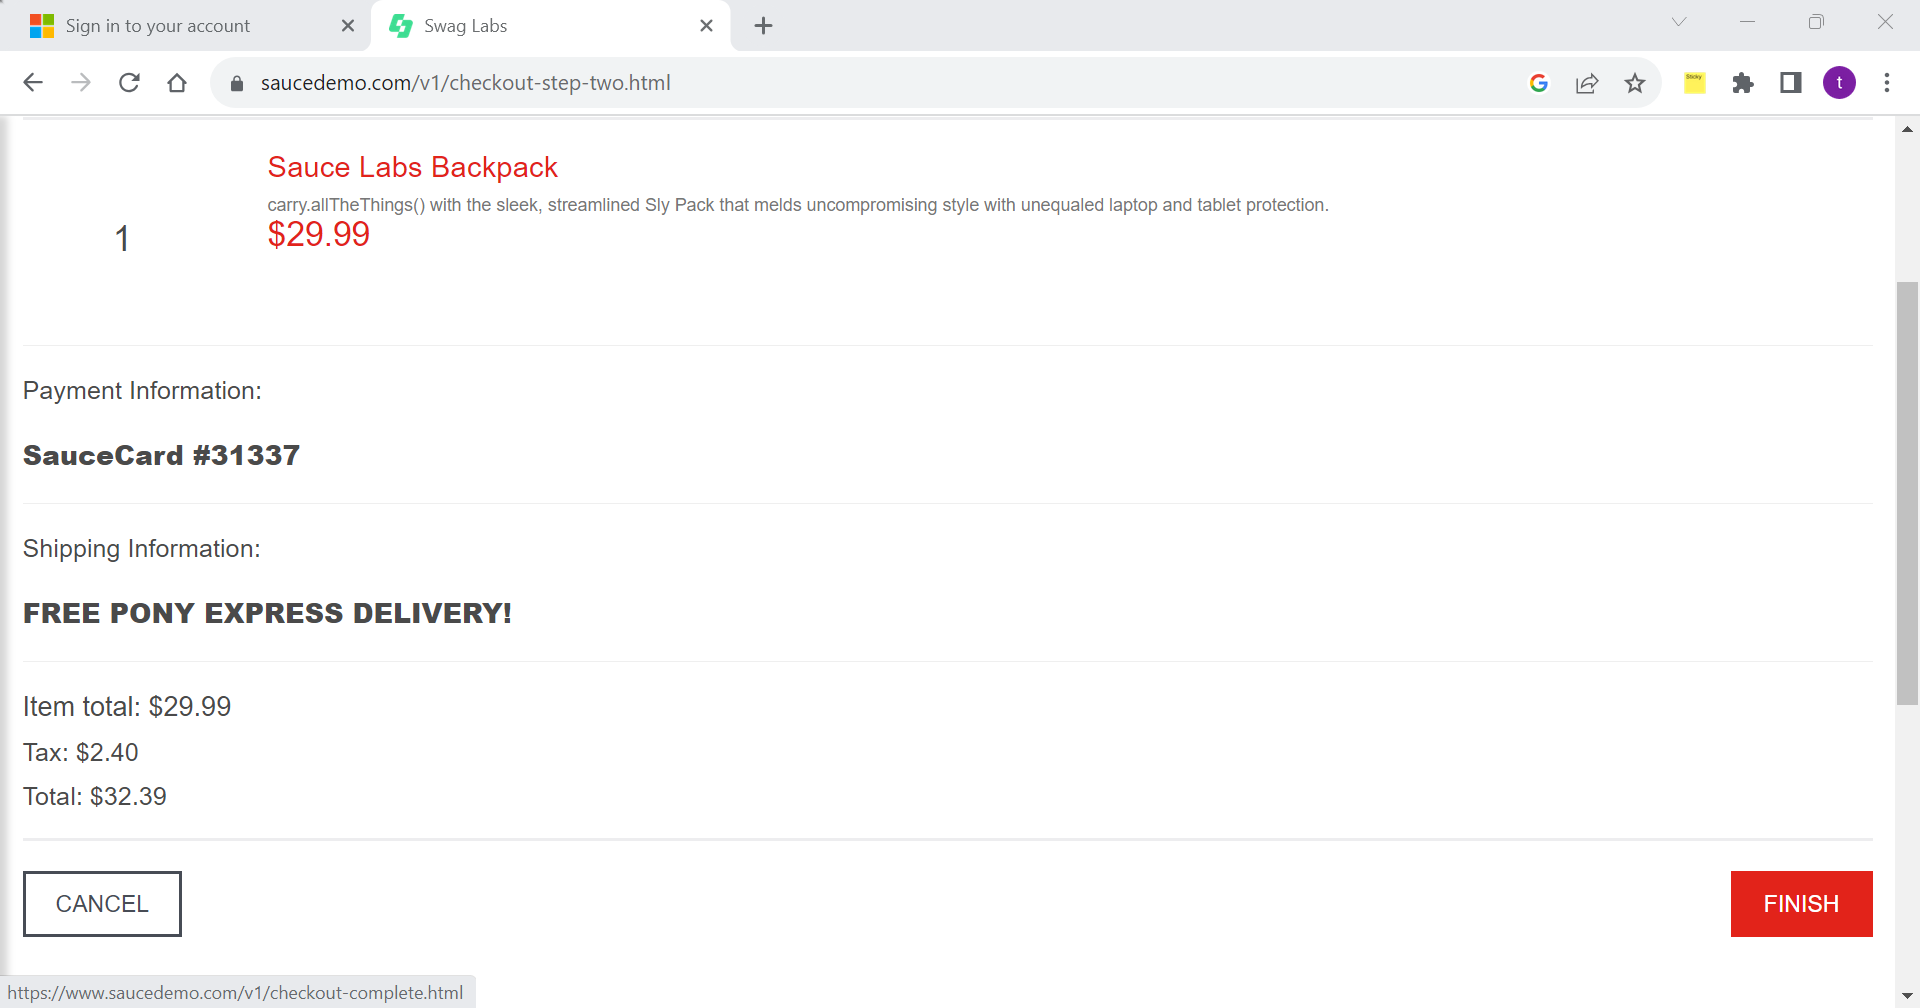 Sign in to your account
Swag Labs
saucedemo.com/v1/checkout-step-two.html
Sticky
t
Sauce Labs Backpack
carry.allTheThings() with the sleek, streamlined Sly Pack that melds uncompromising style with unequaled laptop and tablet protection.
1
$29.99
Payment Information:
SauceCard #31337
Shipping Information:
FREE PONY EXPRESS DELIVERY!
Item total: $29.99
Tax: $2.40
Total: $32.39
CANCEL
FINISH
https://www.saucedemo.com/v1/checkout-complete.html